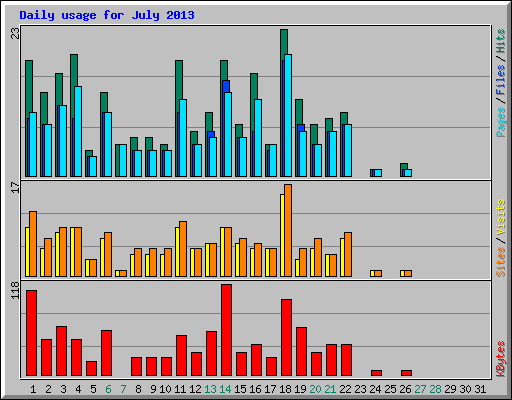 Daily usage for July 2013
23
Pages / Files / Hits
17
Sites / Visits
118
KBytes
1 2 3 4 5 6 7 8 9 10 11 12 13 14 15 16 17 18 19 20 21 22 23 24 25 26 27 28 29 30 31